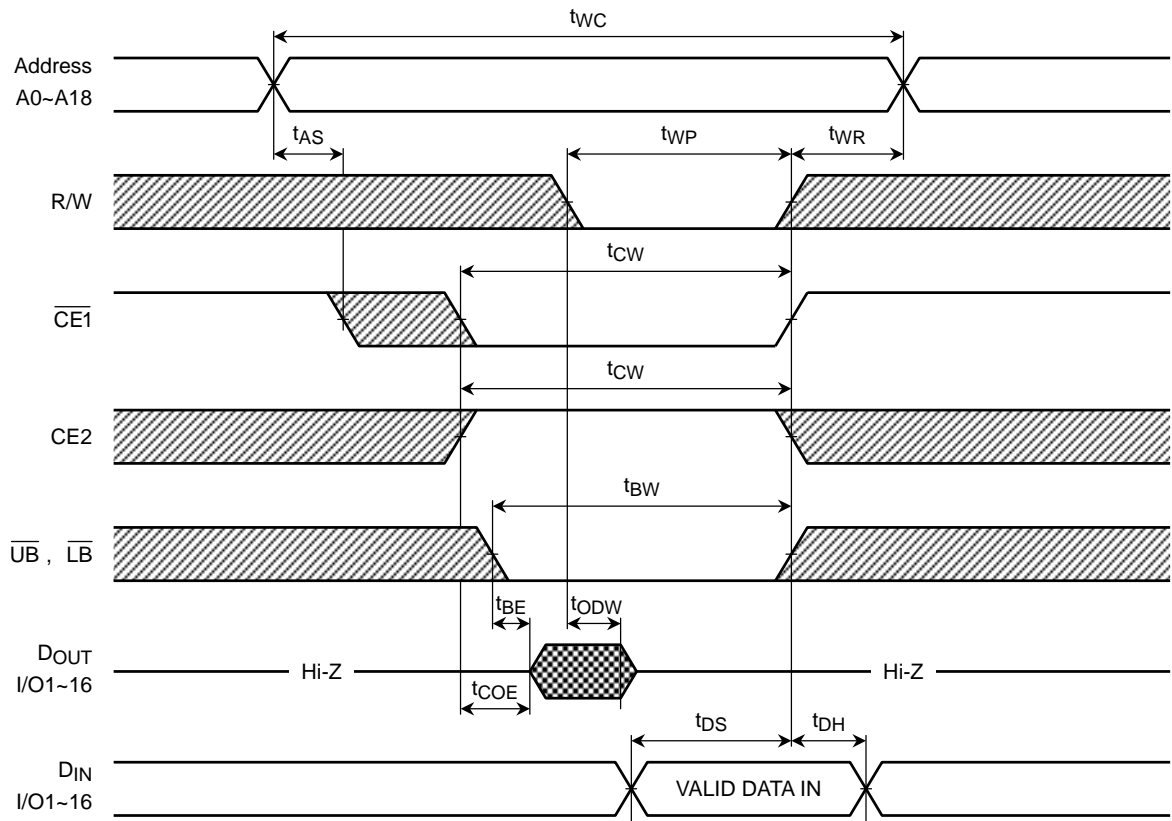 tWC
Address
A0~A18
tAS
tWP
tWR
R/W
tCW
CE1
tCW
CE2
tBW
UB , LB
tBE
tODW
DOUT
I/O1~16
Hi-Z
Hi-Z
tCOE
tDS
tDH
DIN
I/O1~16
VALID DATA IN